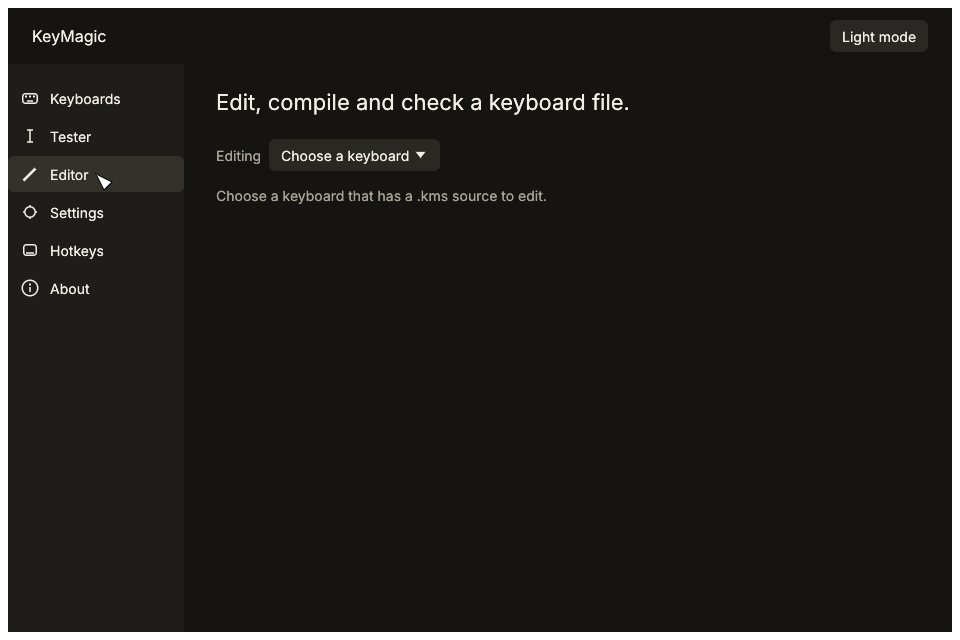 KeyMagic
Light mode
Keyboards
Tester
Editor
Settings
Hotkeys
About
Edit, compile and check a keyboard file.
Editing Choose a keyboard
Choose a keyboard that has a .kms source to edit.